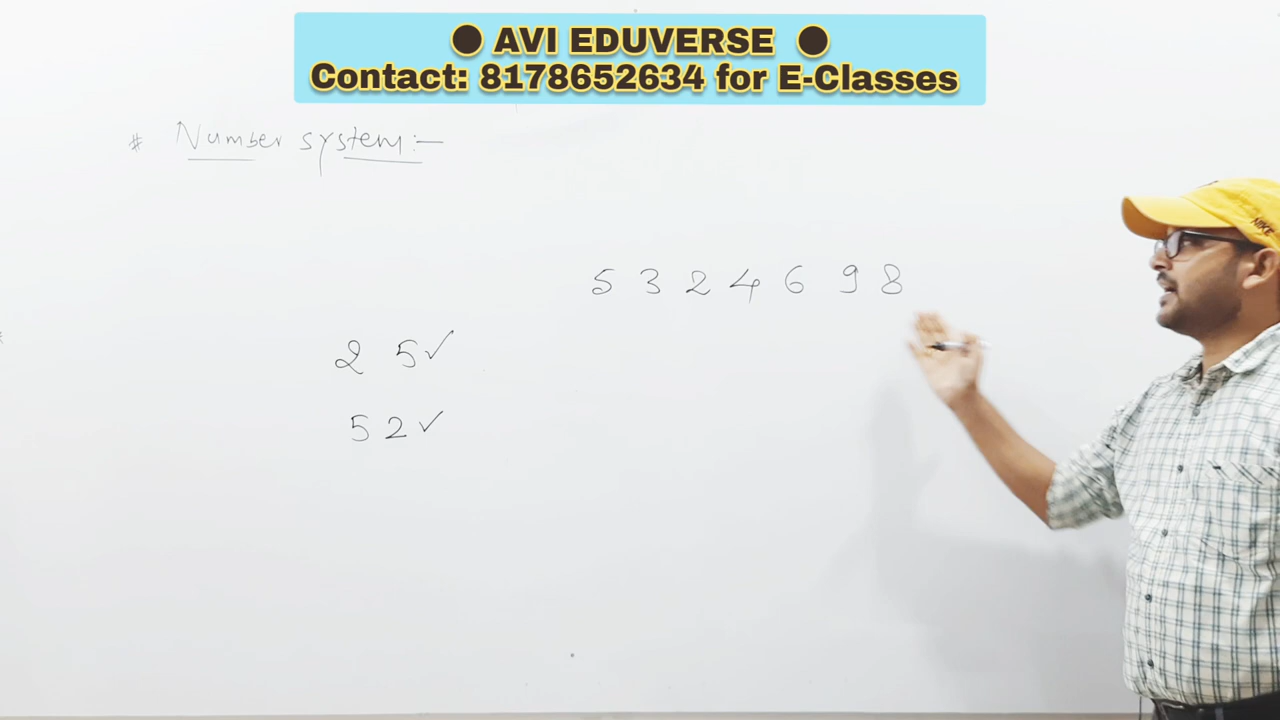 ● AVI EDUVERSE ●
Contact: 8178652634 for E-Classes
# Number system:-
5 3 2 4 6 9 8
2 5 ✓
5 2 ✓
NIKE